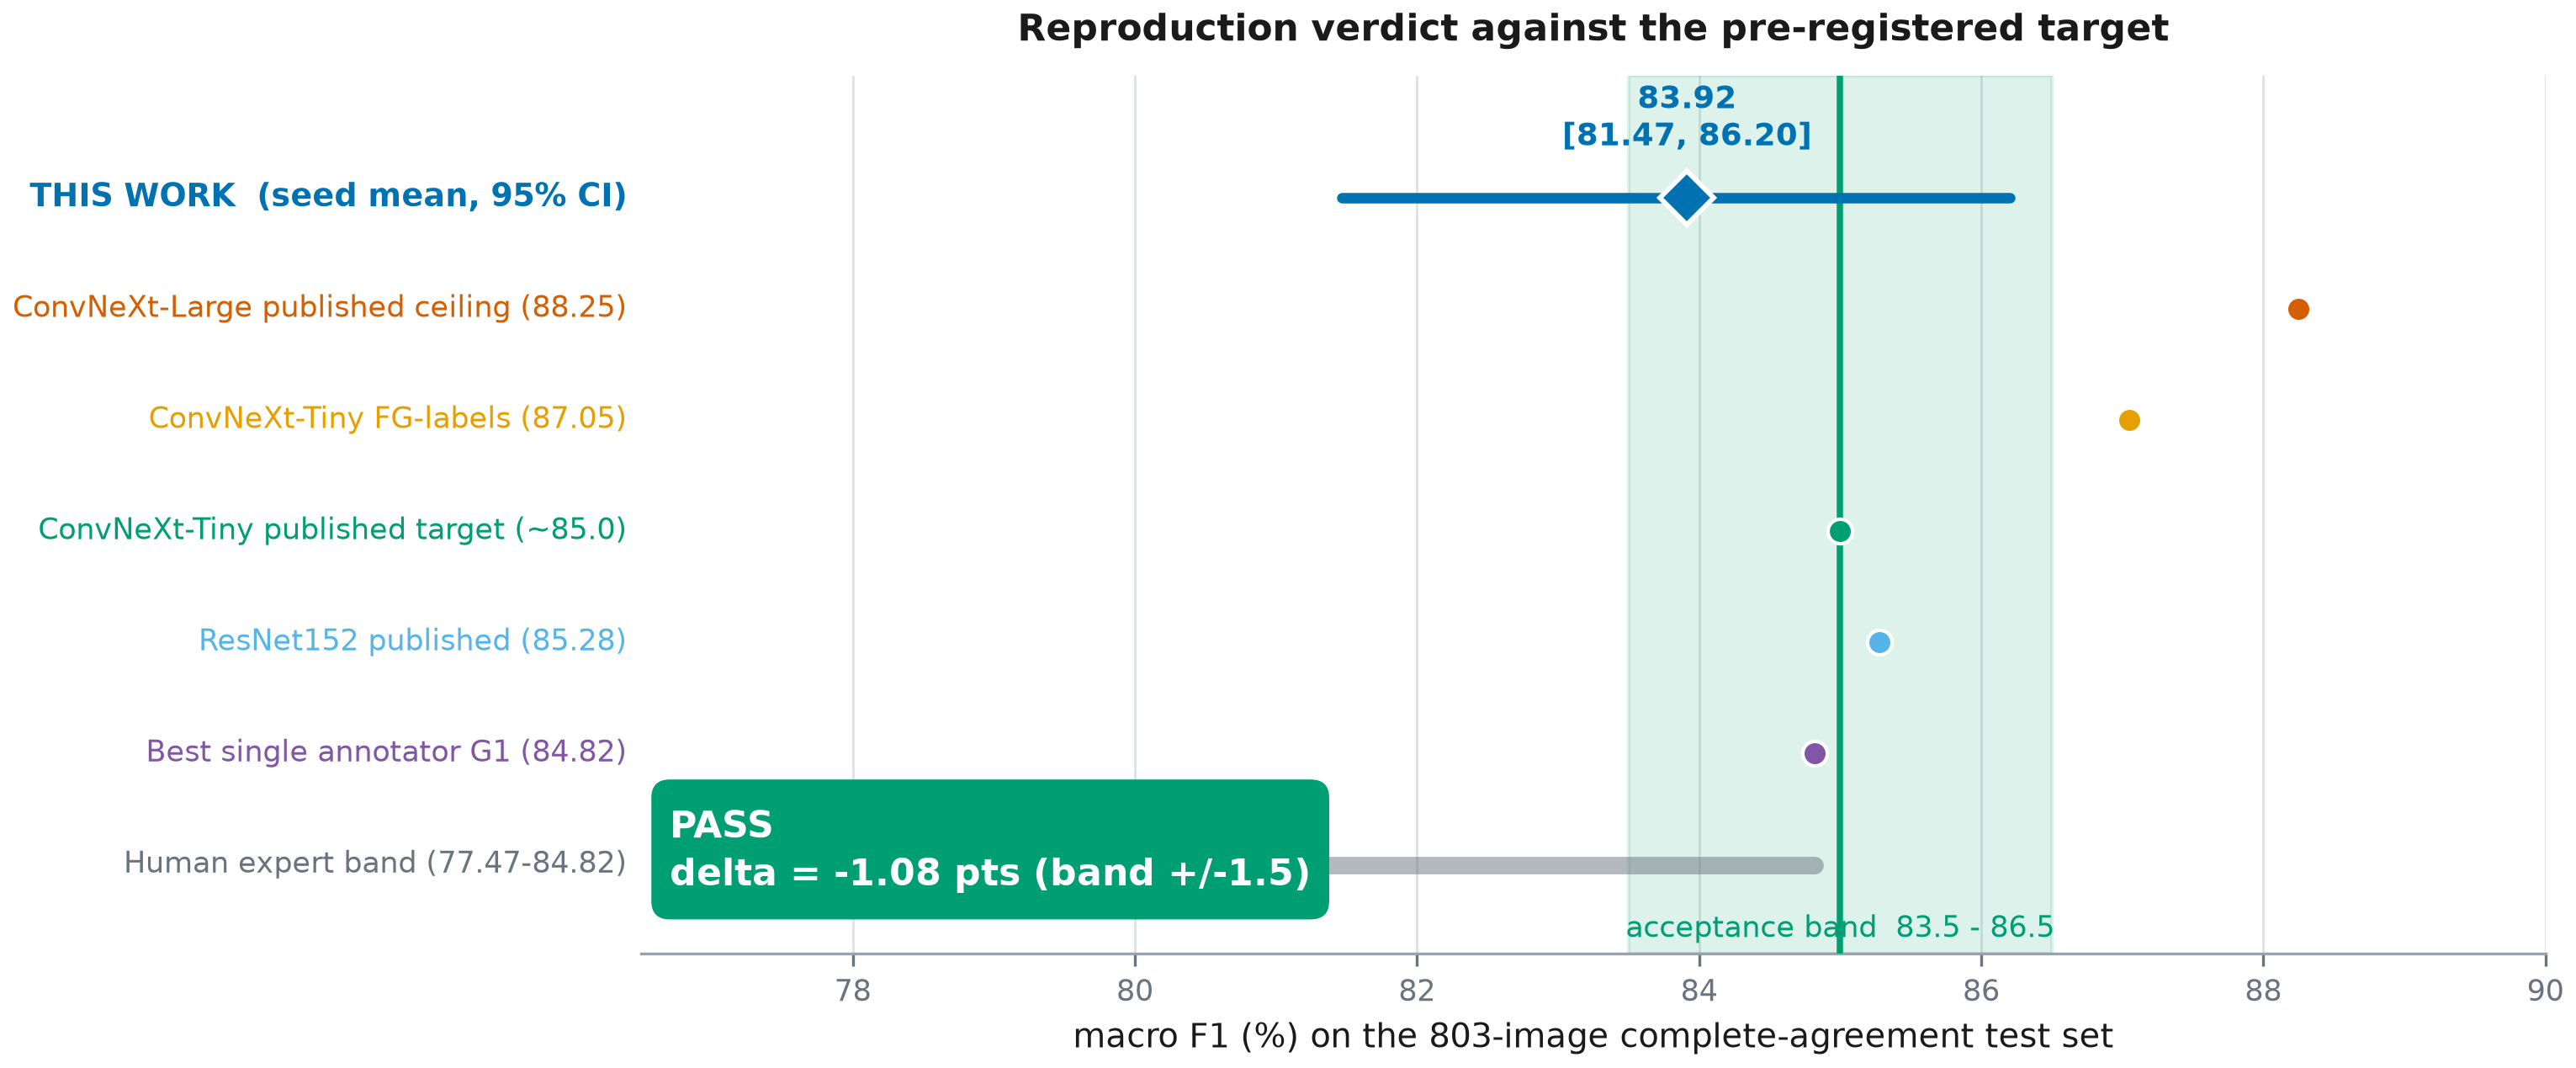 Reproduction verdict against the pre-registered target
83.92
[81.47, 86.20]
THIS WORK  (seed mean, 95% CI)
ConvNeXt-Large published ceiling (88.25)
ConvNeXt-Tiny FG-labels (87.05)
ConvNeXt-Tiny published target (~85.0)
ResNet152 published (85.28)
Best single annotator G1 (84.82)
Human expert band (77.47-84.82)
PASS
delta = -1.08 pts (band +/-1.5)
acceptance band  83.5 - 86.5
78 80 82 84 86 88 90
macro F1 (%) on the 803-image complete-agreement test set